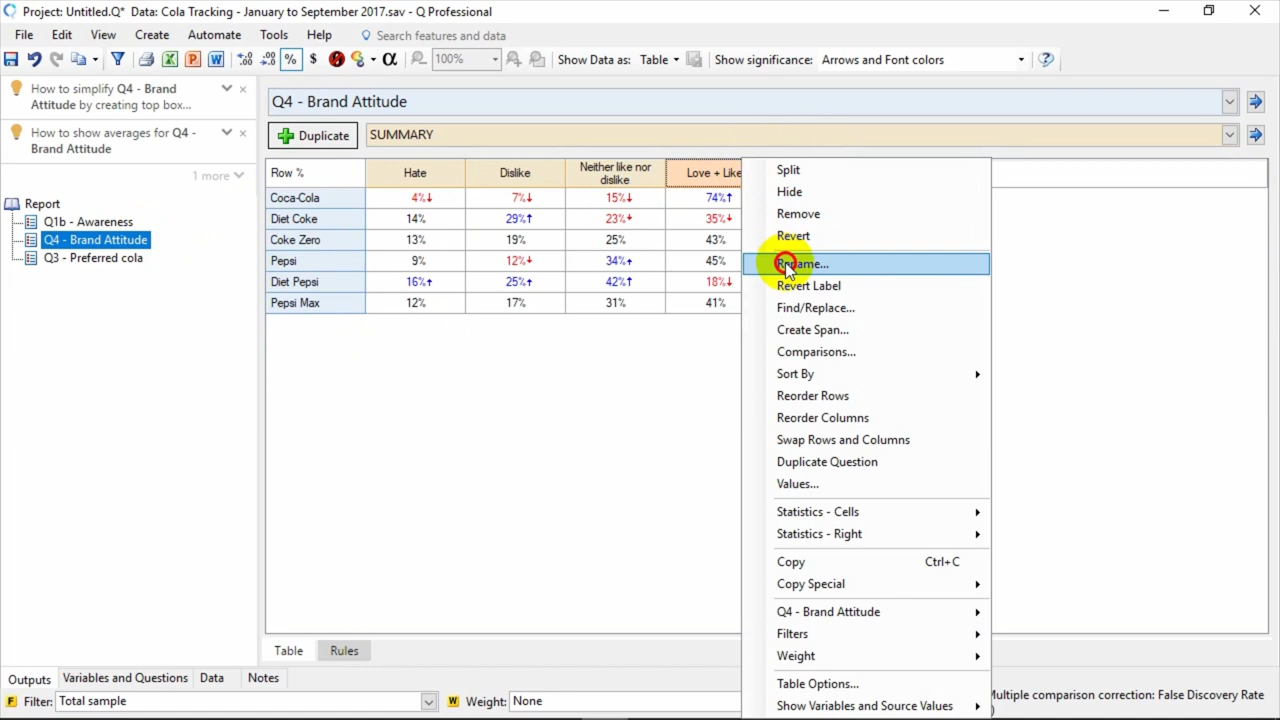 Project: Untitled.Q* Data: Cola Tracking - January to September 2017.sav - Q Professional
File Edit View Create Automate Tools Help Search features and data
% $ α 100% Show Data as: Table Show significance: Arrows and Font colors
How to simplify Q4 - Brand
Attitude by creating top box...
How to show averages for Q4 -
Brand Attitude
1 more
Report
Q1b - Awareness
Q4 - Brand Attitude
Q3 - Preferred cola
Q4 - Brand Attitude
Duplicate SUMMARY
Row % Hate Dislike Neither like nor dislike Love + Like
Coca-Cola 4%↓ 7%↓ 15%↓ 74%↑
Diet Coke 14% 29%↑ 23%↓ 35%↓
Coke Zero 13% 19% 25% 43%
Pepsi 9% 12%↓ 34%↑ 45%
Diet Pepsi 16%↑ 25%↑ 42%↑ 18%↓
Pepsi Max 12% 17% 31% 41%
Split
Hide
Remove
Revert
Rename...
Revert Label
Find/Replace...
Create Span...
Comparisons...
Sort By
Reorder Rows
Reorder Columns
Swap Rows and Columns
Duplicate Question
Values...
Statistics - Cells
Statistics - Right
Copy Ctrl+C
Copy Special
Q4 - Brand Attitude
Filters
Weight
Table Options...
Show Variables and Source Values
Table Rules
Outputs Variables and Questions Data Notes
F Filter: Total sample W Weight: None
Multiple comparison correction: False Discovery Rate
)